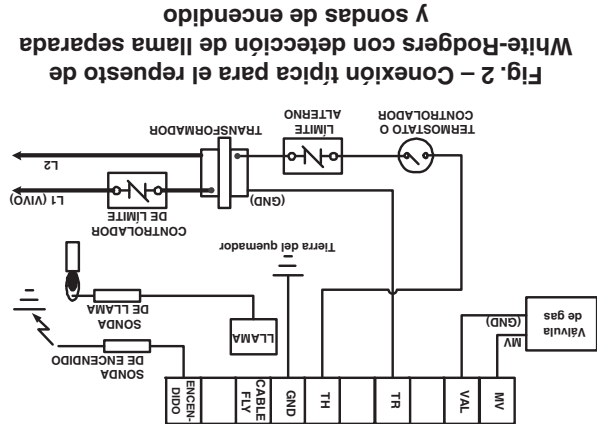 MV
VAL
TR
TH
GND
CABLE
FLY
ENCEN-
DIDO
Válvula
de gas
MV
(GND)
SONDA
DE ENCENDIDO
LLAMA
SONDA
DE LLAMA
Tierra del quemador
CONTROLADOR
DE LÍMITE
(GND)
L1 (VIVO)
L2
TERMOSTATO O
CONTROLADOR
LÍMITE
ALTERNO
TRANSFORMADOR
Fig. 2 – Conexión típica para el repuesto de
White-Rodgers con detección de llama separada
y sondas de encendido